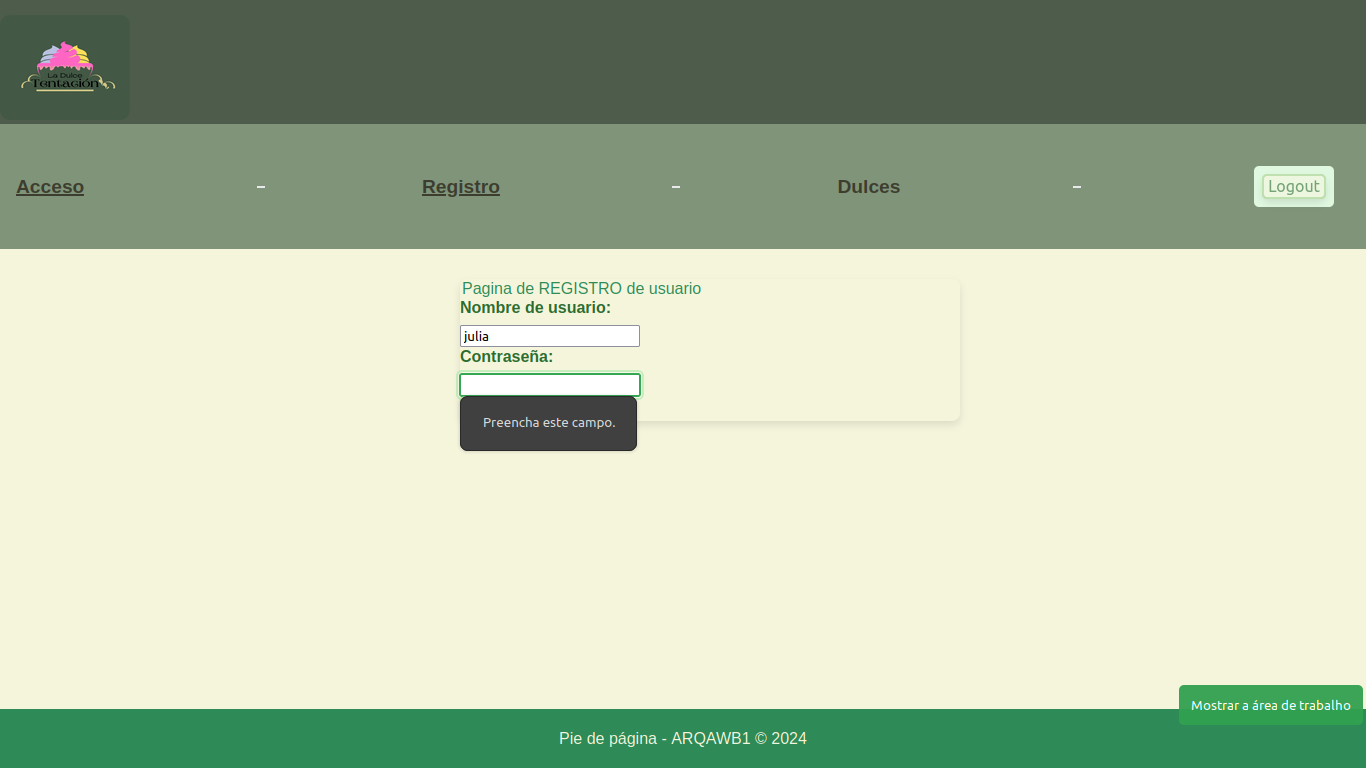 La Dulce
Tentación
Acceso - Registro - Dulces - Logout
Pagina de REGISTRO de usuario
Nombre de usuario:
julia
Contraseña:
Preencha este campo.
Mostrar a área de trabalho
Pie de página - ARQAWB1 © 2024